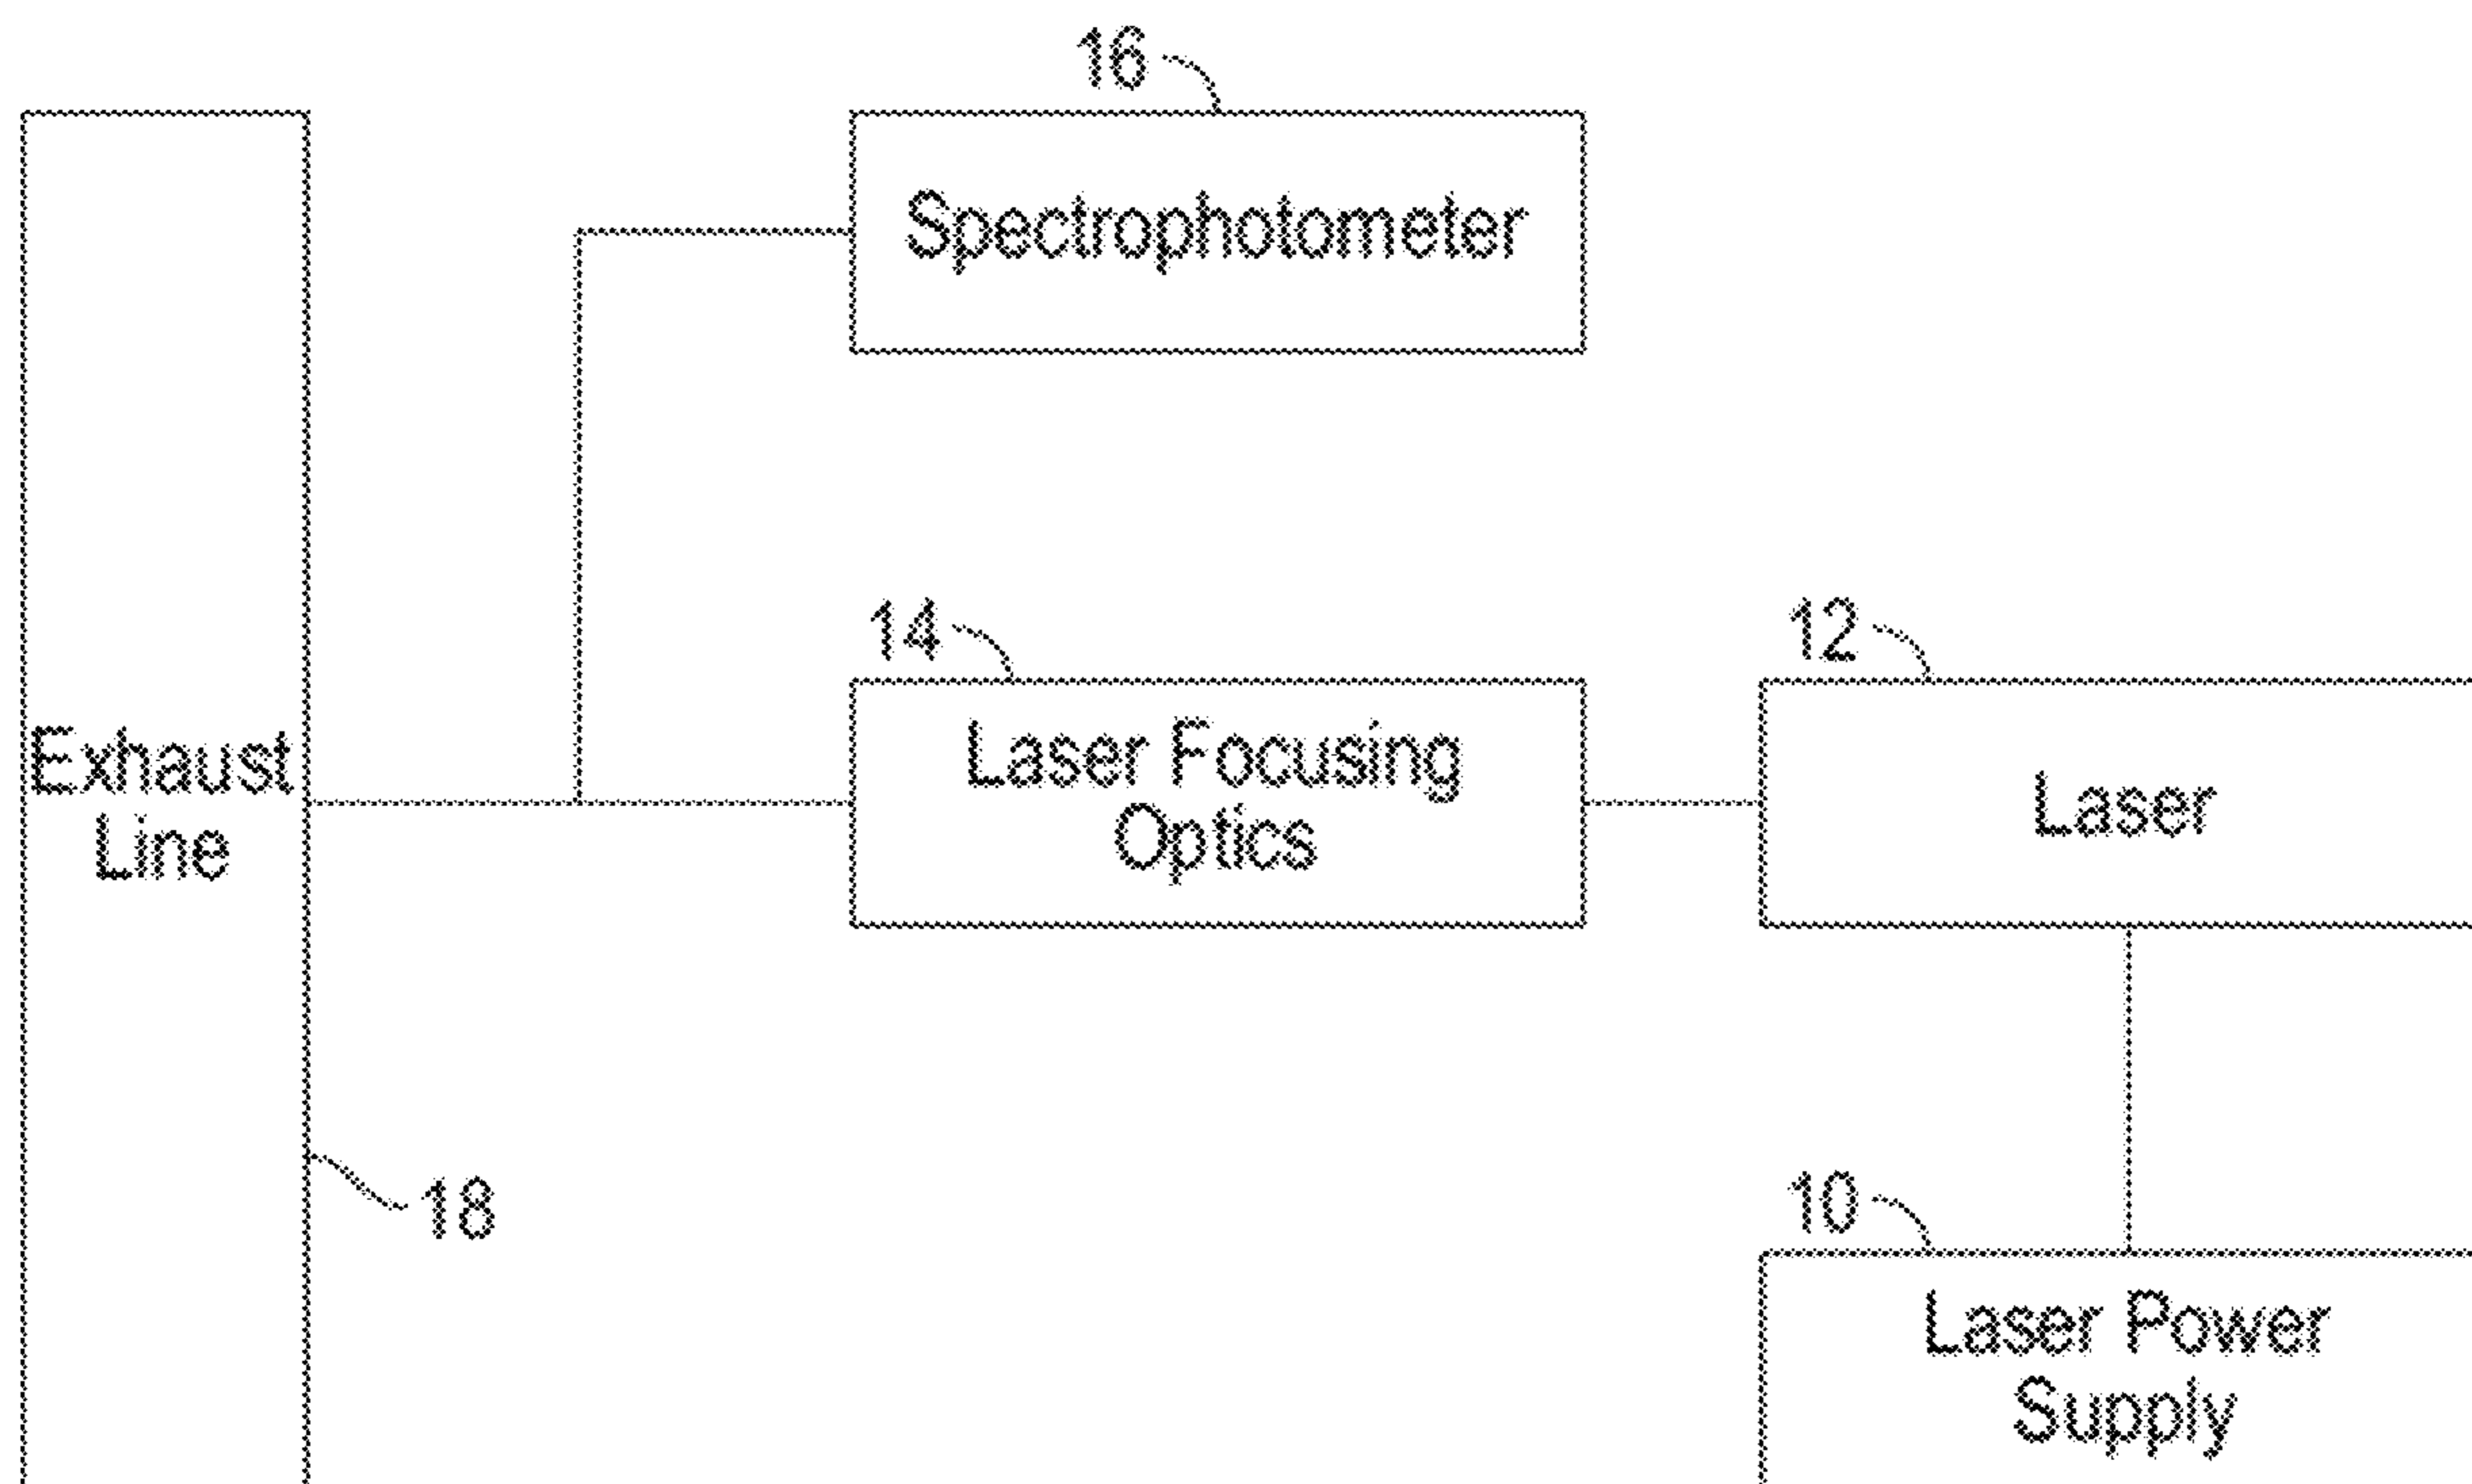 16
Spectrophotometer
14
12
Exhaust
Line
Laser Focusing
Optics
Laser
18
10
Laser Power
Supply